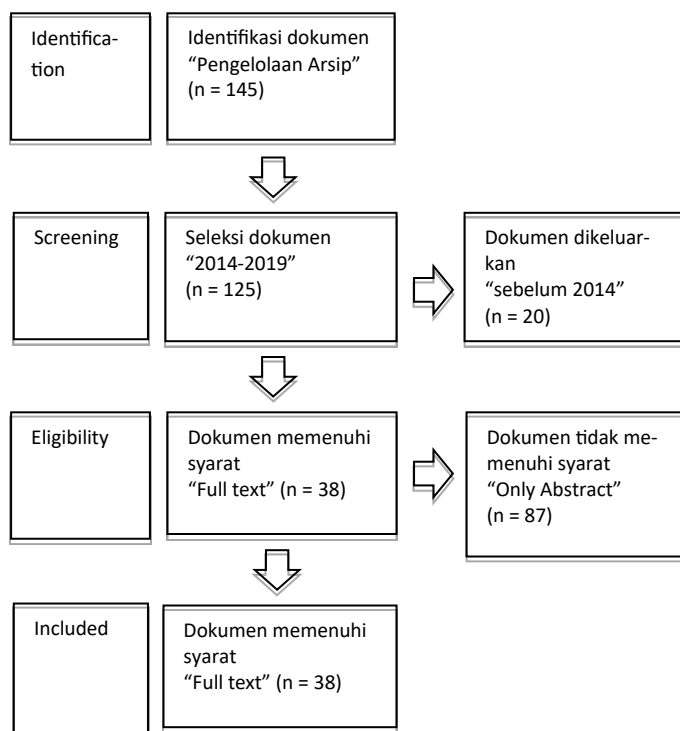 Identifica-
tion
Identifikasi dokumen
“Pengelolaan Arsip”
(n = 145)
Screening
Seleksi dokumen
“2014-2019”
(n = 125)
Dokumen dikeluar-
kan
“sebelum 2014”
(n = 20)
Eligibility
Dokumen memenuhi
syarat
“Full text” (n = 38)
Dokumen tidak me-
menuhi syarat
“Only Abstract”
(n = 87)
Included
Dokumen memenuhi
syarat
“Full text” (n = 38)